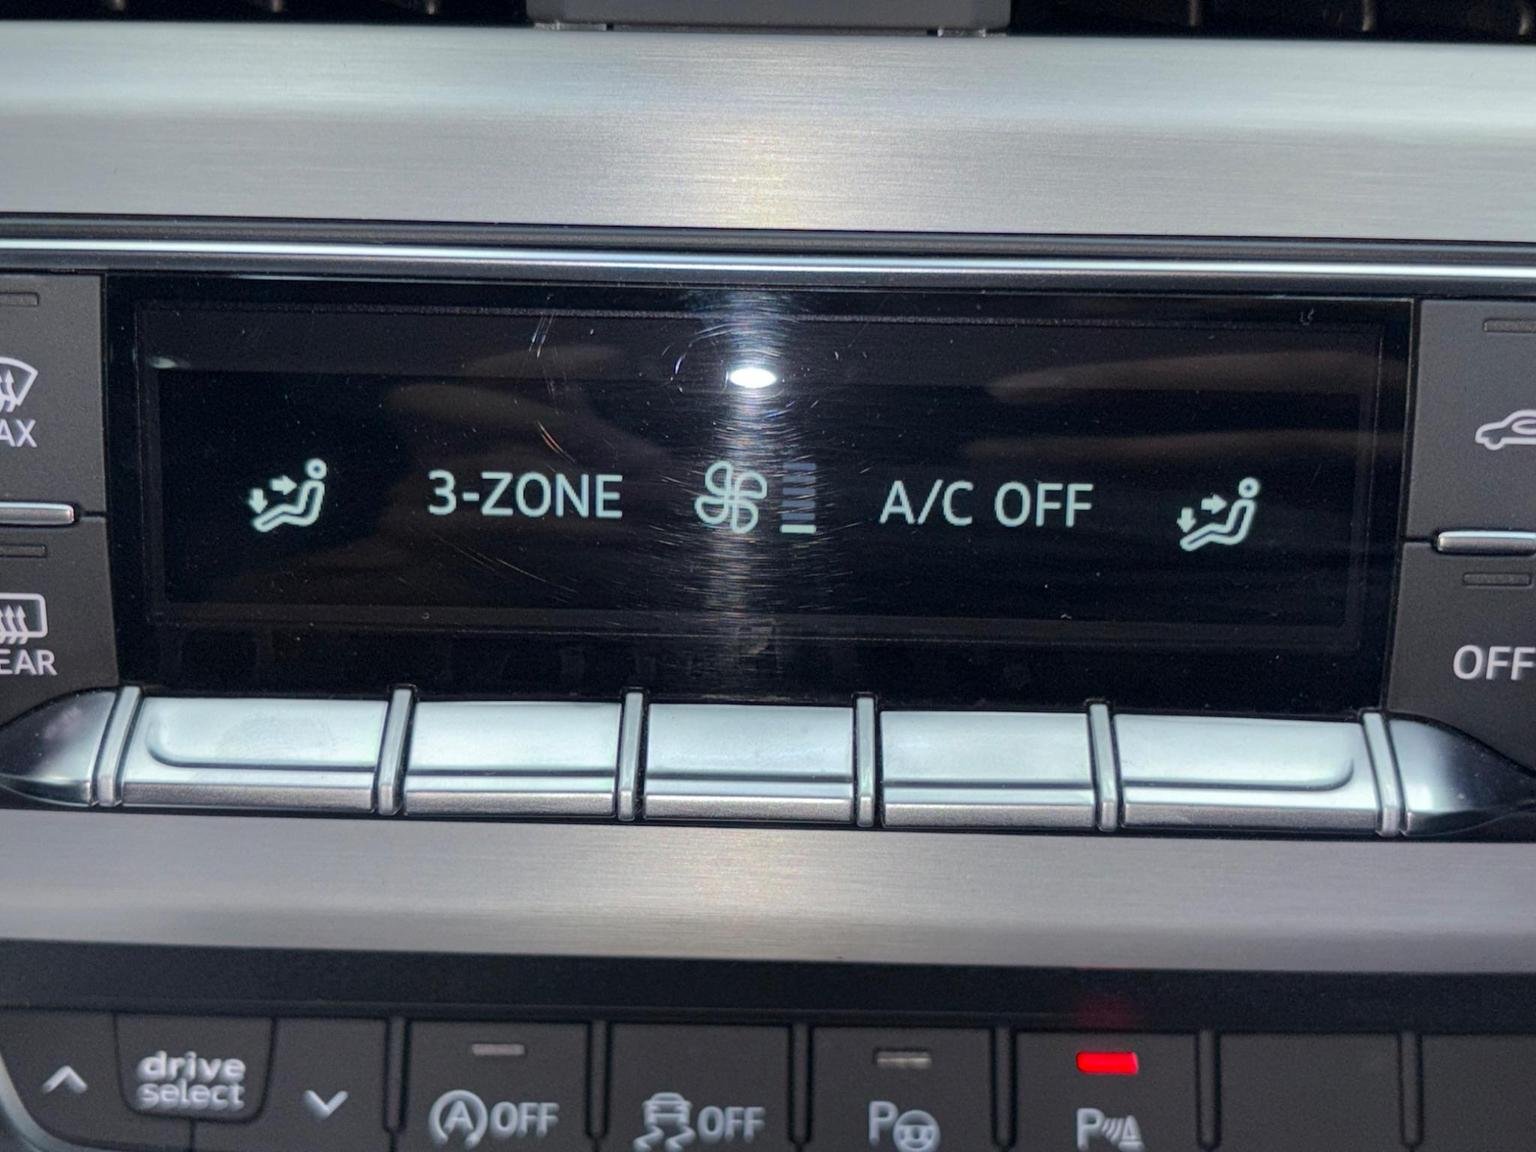 3-ZONE
A/C OFF
OFF
drive
select
A OFF
OFF
P
P